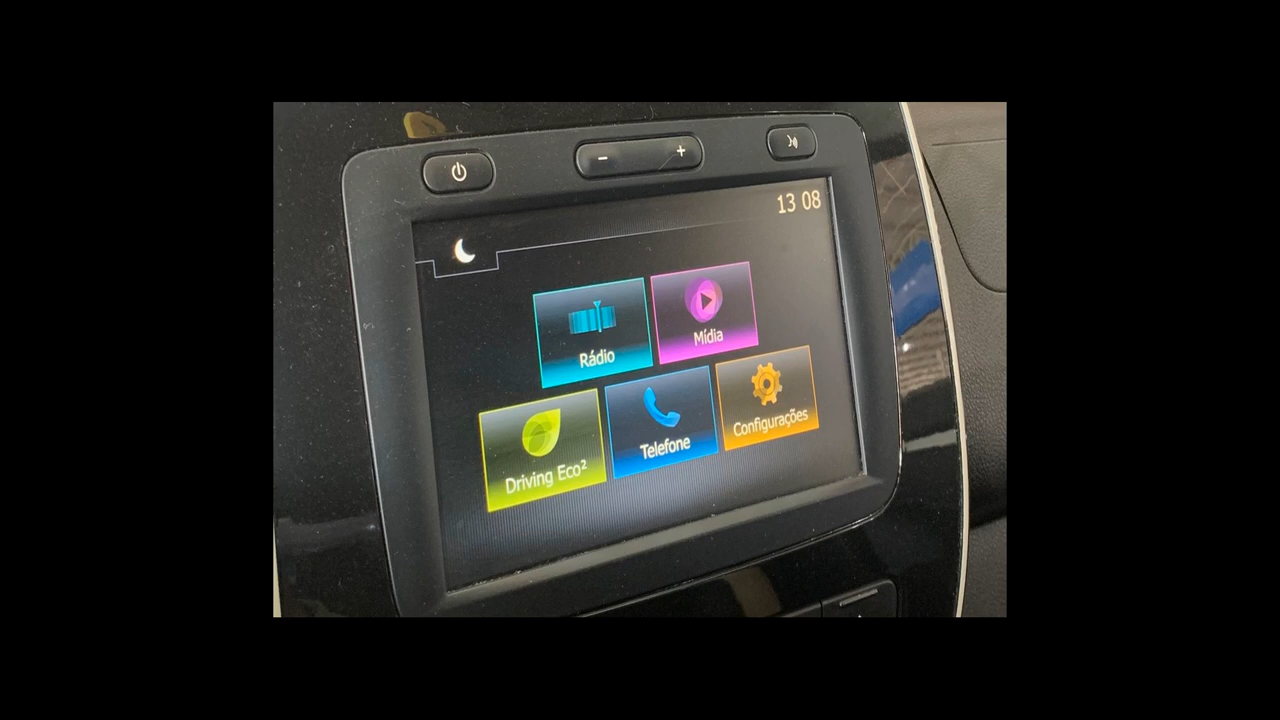 13 08
Rádio
Mídia
Driving Eco²
Telefone
Configurações